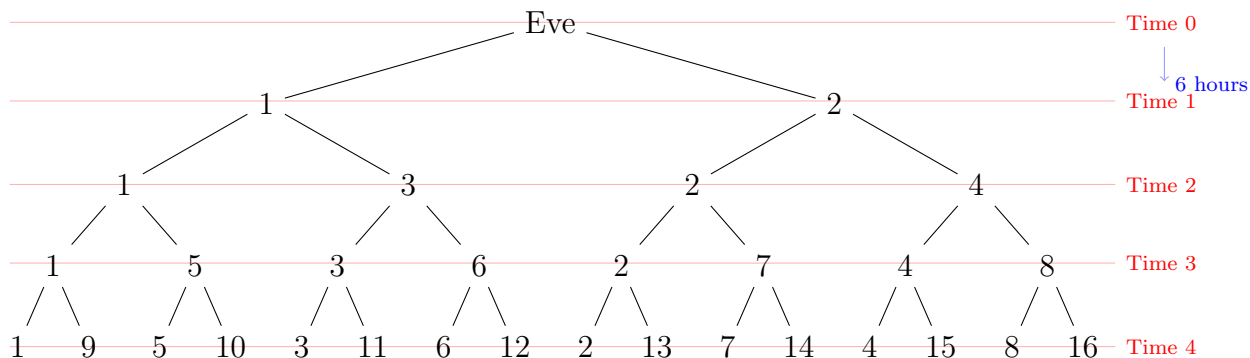 Eve Time 0
6 hours
1 2 Time 1
1 3 2 4 Time 2
1 5 3 6 2 7 4 8 Time 3
1 9 5 10 3 11 6 12 2 13 7 14 4 15 8 16 Time 4